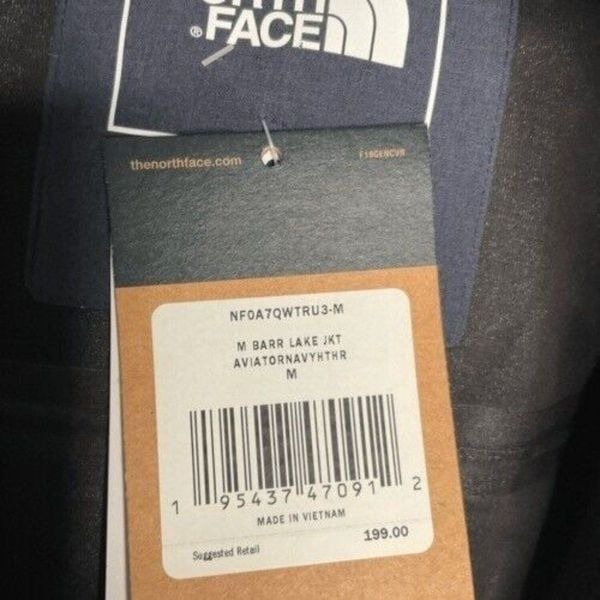 ®FACE
thenorthface.com
F19GENCVR
NF0A7QWTRU3-M
M BARR LAKE JKT
AVIATORNAVYHTHR
M
1 95437 47091 2
MADE IN VIETNAM
199.00
Suggested Retail